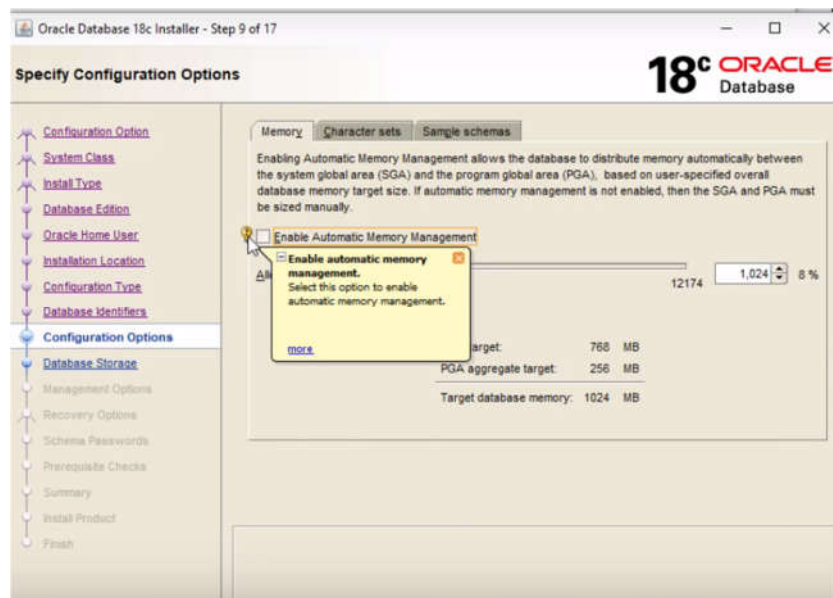 Oracle Database 18c Installer - Step 9 of 17
Specify Configuration Options
18c ORACLE
Database
Configuration Option
System Class
Install Type
Database Edition
Oracle Home User
Installation Location
Configuration Type
Database Identifiers
Configuration Options
Database Storage
Management Options
Recovery Options
Schema Passwords
Prerequisite Checks
Summary
Install Product
Finish
Memory Character sets Sample schemas
Enabling Automatic Memory Management allows the database to distribute memory automatically between
the system global area (SGA) and the program global area (PGA), based on user-specified overall
database memory target size. If automatic memory management is not enabled, then the SGA and PGA must
be sized manually.
Enable Automatic Memory Management
Enable automatic memory
management.
Select this option to enable
automatic memory management.
more
12174 1,024 8 %
arget: 768 MB
PGA aggregate target: 256 MB
Target database memory: 1024 MB